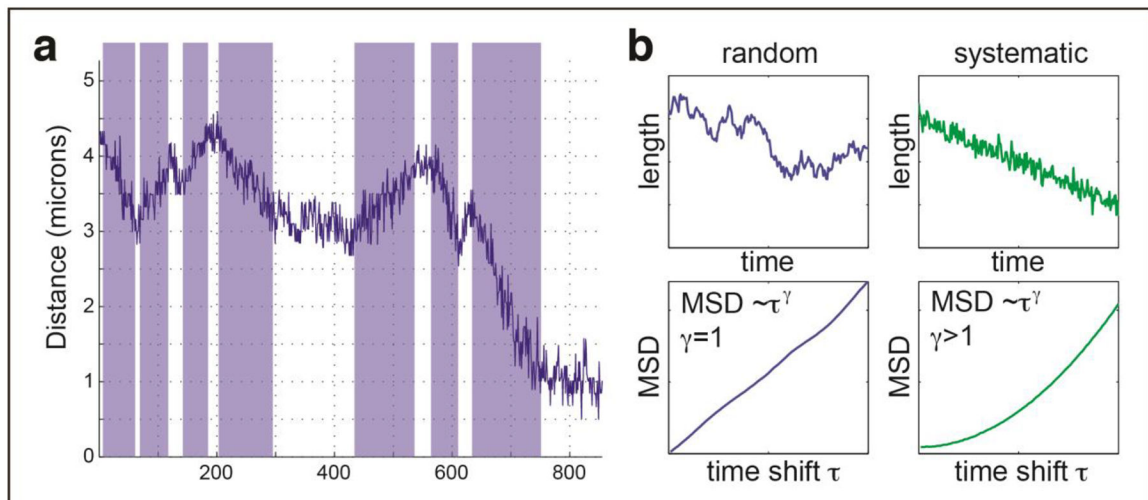 a
5
4
3
2
1
0
Distance (microns)
200
400
600
800
b
random
systematic
length
length
time
time
MSD ~τ^γ
γ=1
MSD ~τ^γ
γ>1
MSD
MSD
time shift τ
time shift τ